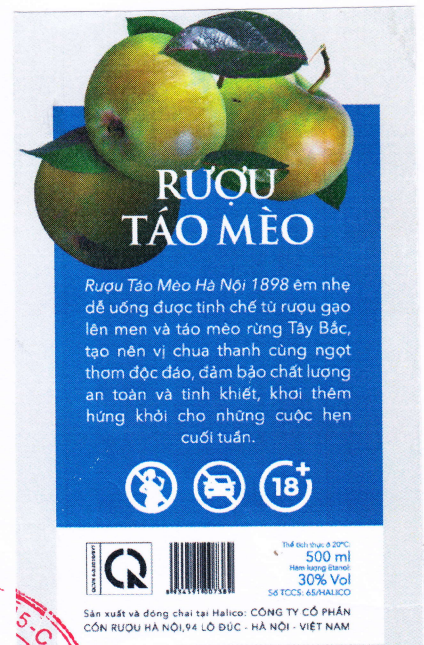 RƯỢU
TÁO MÈO
Rượu Táo Mèo Hà Nội 1898 êm nhẹ
dễ uống được tinh chế từ rượu gạo
lên men và táo mèo rừng Tây Bắc,
tạo nên vị chua thanh cùng ngọt
thơm độc đáo, đảm bảo chất lượng
an toàn và tinh khiết, khơi thêm
hứng khởi cho những cuộc hẹn
cuối tuần.
18+
Thể tích thực ở 20°C:
500 ml
Hàm lượng Etanol:
30% Vol
Số TCCS: 65/HALICO
Sản xuất và đóng chai tại Halico: CÔNG TY CỔ PHẦN
CỒN RƯỢU HÀ NỘI,94 LÒ ĐÚC - HÀ NỘI - VIỆT NAM